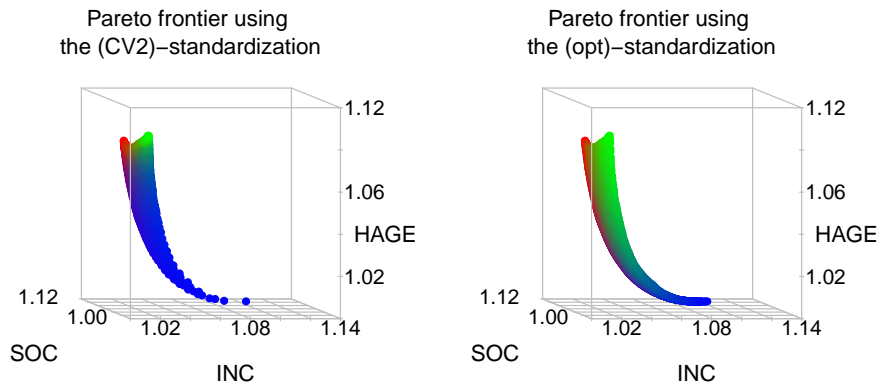 Pareto frontier using
the (CV2)−standardization
1.12
1.06
HAGE
1.02
1.12
1.00
1.02
1.08
1.14
SOC
INC
Pareto frontier using
the (opt)−standardization
1.12
1.06
HAGE
1.02
1.12
1.00
1.02
1.08
1.14
SOC
INC